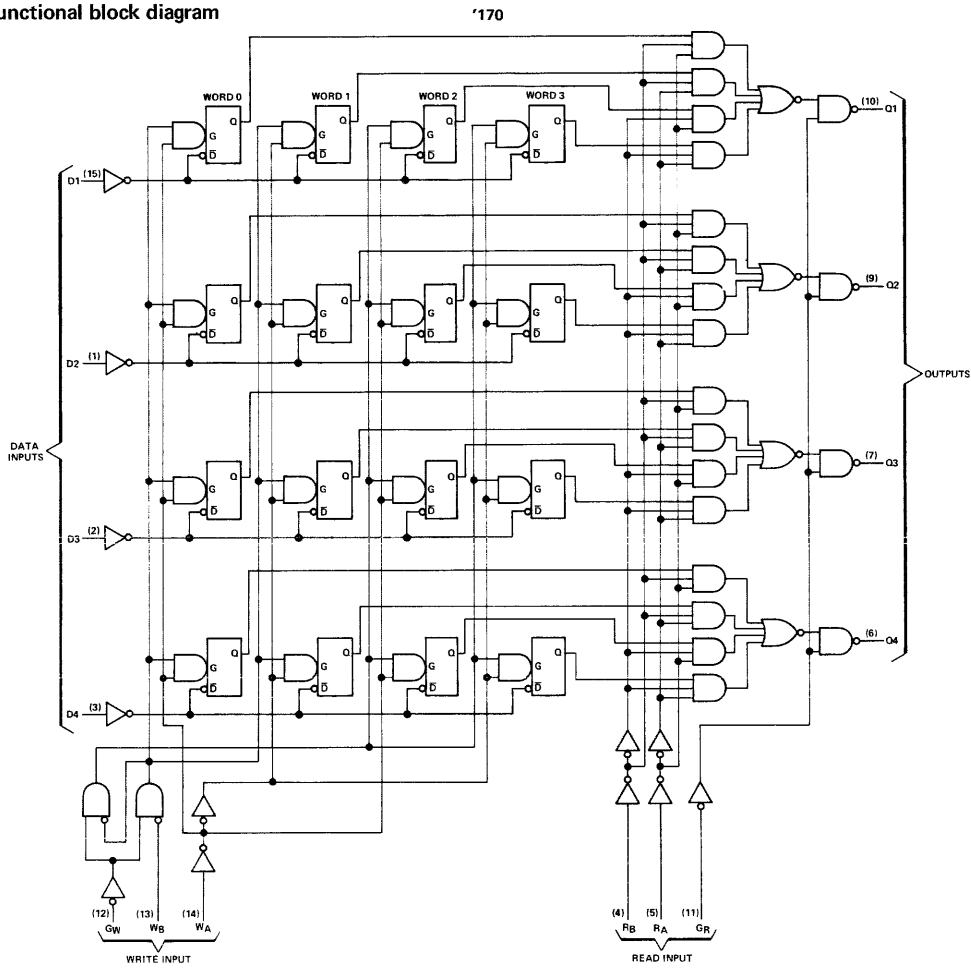 unctional block diagram
'170
WORD 0
WORD 1
WORD 2
WORD 3
Q
Q
Q
Q
G
G
G
G
D̅
D̅
D̅
D̅
(10)
Q1
D1
(15)
Q
Q
Q
Q
G
G
G
G
D̅
D̅
D̅
D̅
(9)
Q2
D2
(1)
OUTPUTS
DATA
INPUTS
Q
Q
Q
Q
G
G
G
G
D̅
D̅
D̅
D̅
(7)
Q3
D3
(2)
Q
Q
Q
Q
G
G
G
G
D̅
D̅
D̅
D̅
(6)
Q4
D4
(3)
(12)
GW
(13)
WB
(14)
WA
WRITE INPUT
(4)
RB
(5)
RA
(11)
GR
READ INPUT